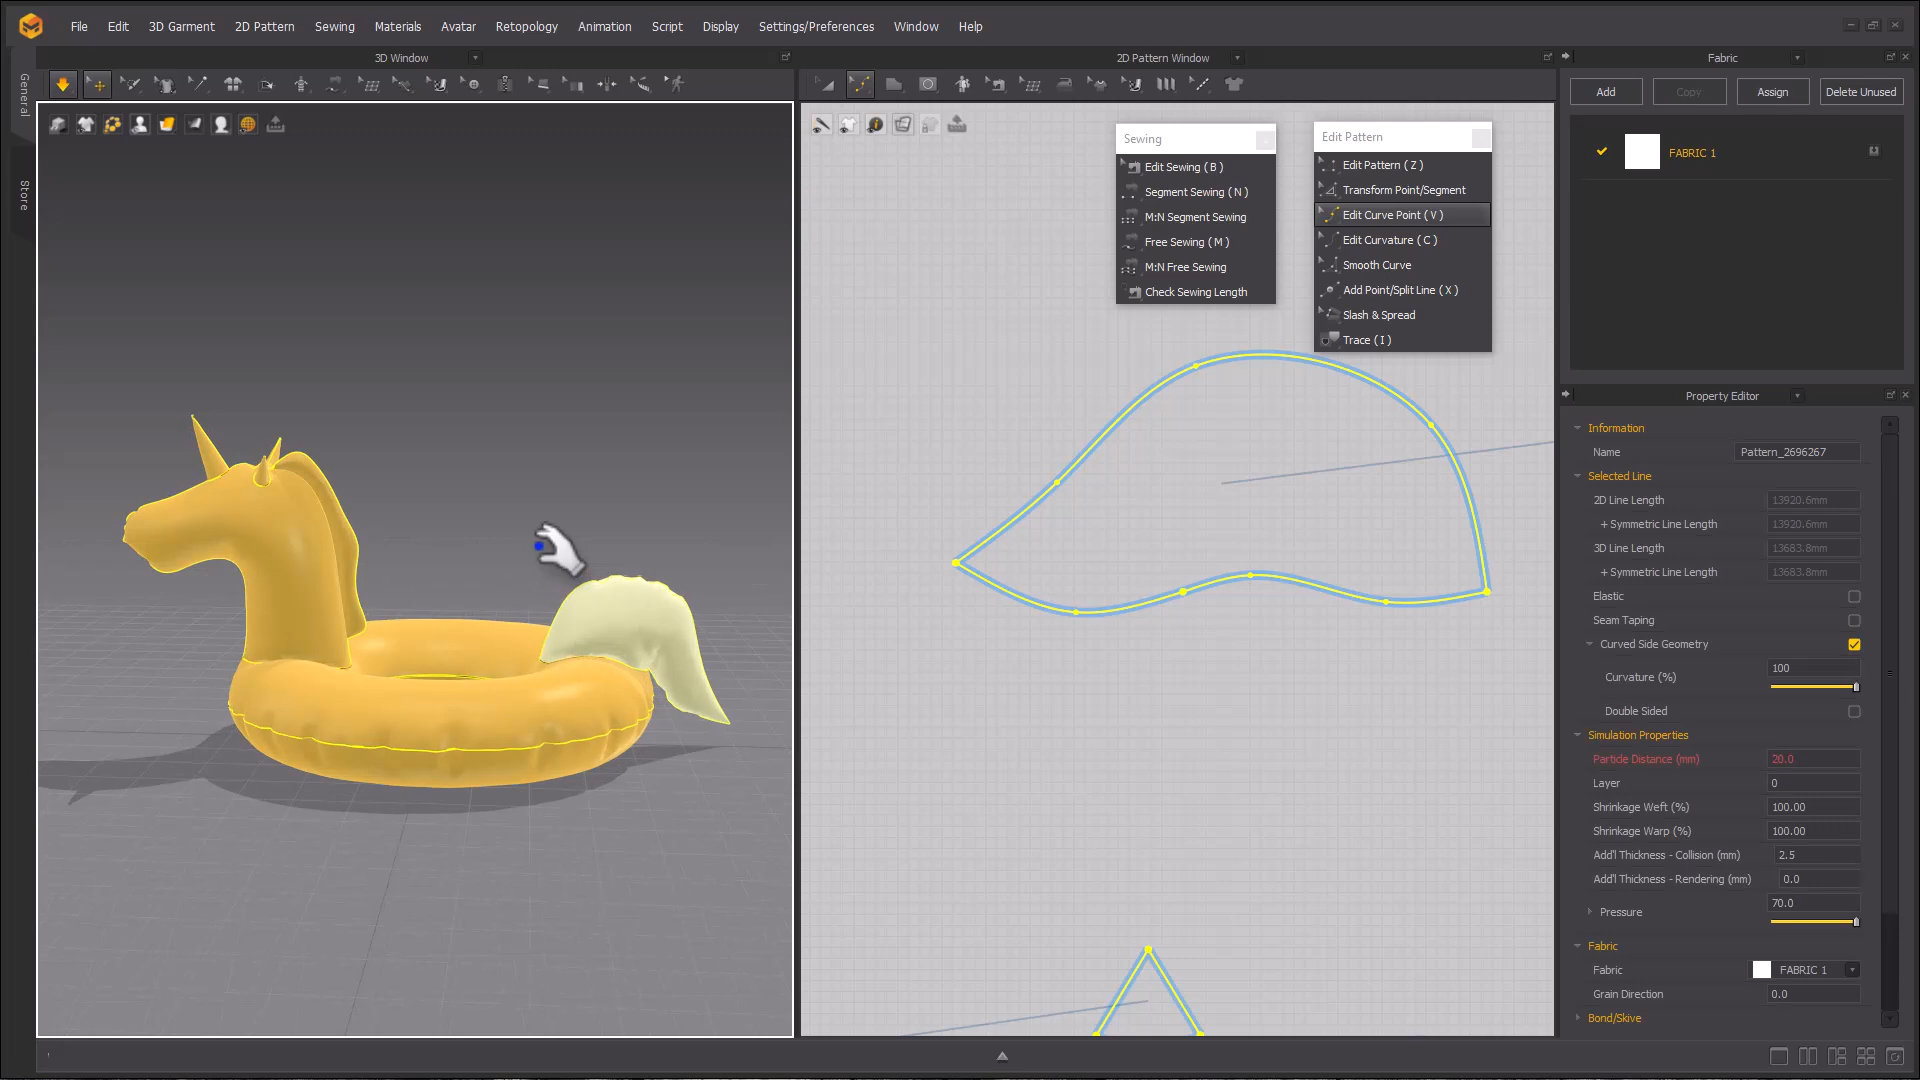 File Edit 3D Garment 2D Pattern Sewing Materials Avatar Retopology Animation Script Display Settings/Preferences Window Help
3D Window
2D Pattern Window
Fabric
General
Store
Add Copy Assign Delete Unused
FABRIC 1
Sewing
Edit Sewing ( B )
Segment Sewing ( N )
M:N Segment Sewing
Free Sewing ( M )
M:N Free Sewing
Check Sewing Length
Edit Pattern
Edit Pattern ( Z )
Transform Point/Segment
Edit Curve Point ( V )
Edit Curvature ( C )
Smooth Curve
Add Point/Split Line ( X )
Slash & Spread
Trace ( I )
Property Editor
Information
Name Pattern_2696267
Selected Line
2D Line Length 13920.6mm
+ Symmetric Line Length 13920.6mm
3D Line Length 13683.8mm
+ Symmetric Line Length 13683.8mm
Elastic
Seam Taping
Curved Side Geometry
Curvature (%) 100
Double Sided
Simulation Properties
Particle Distance (mm) 20.0
Layer 0
Shrinkage Weft (%) 100.00
Shrinkage Warp (%) 100.00
Add'l Thickness - Collision (mm) 2.5
Add'l Thickness - Rendering (mm) 0.0
Pressure 70.0
Fabric
Fabric FABRIC 1
Grain Direction 0.0
Bond/Skive